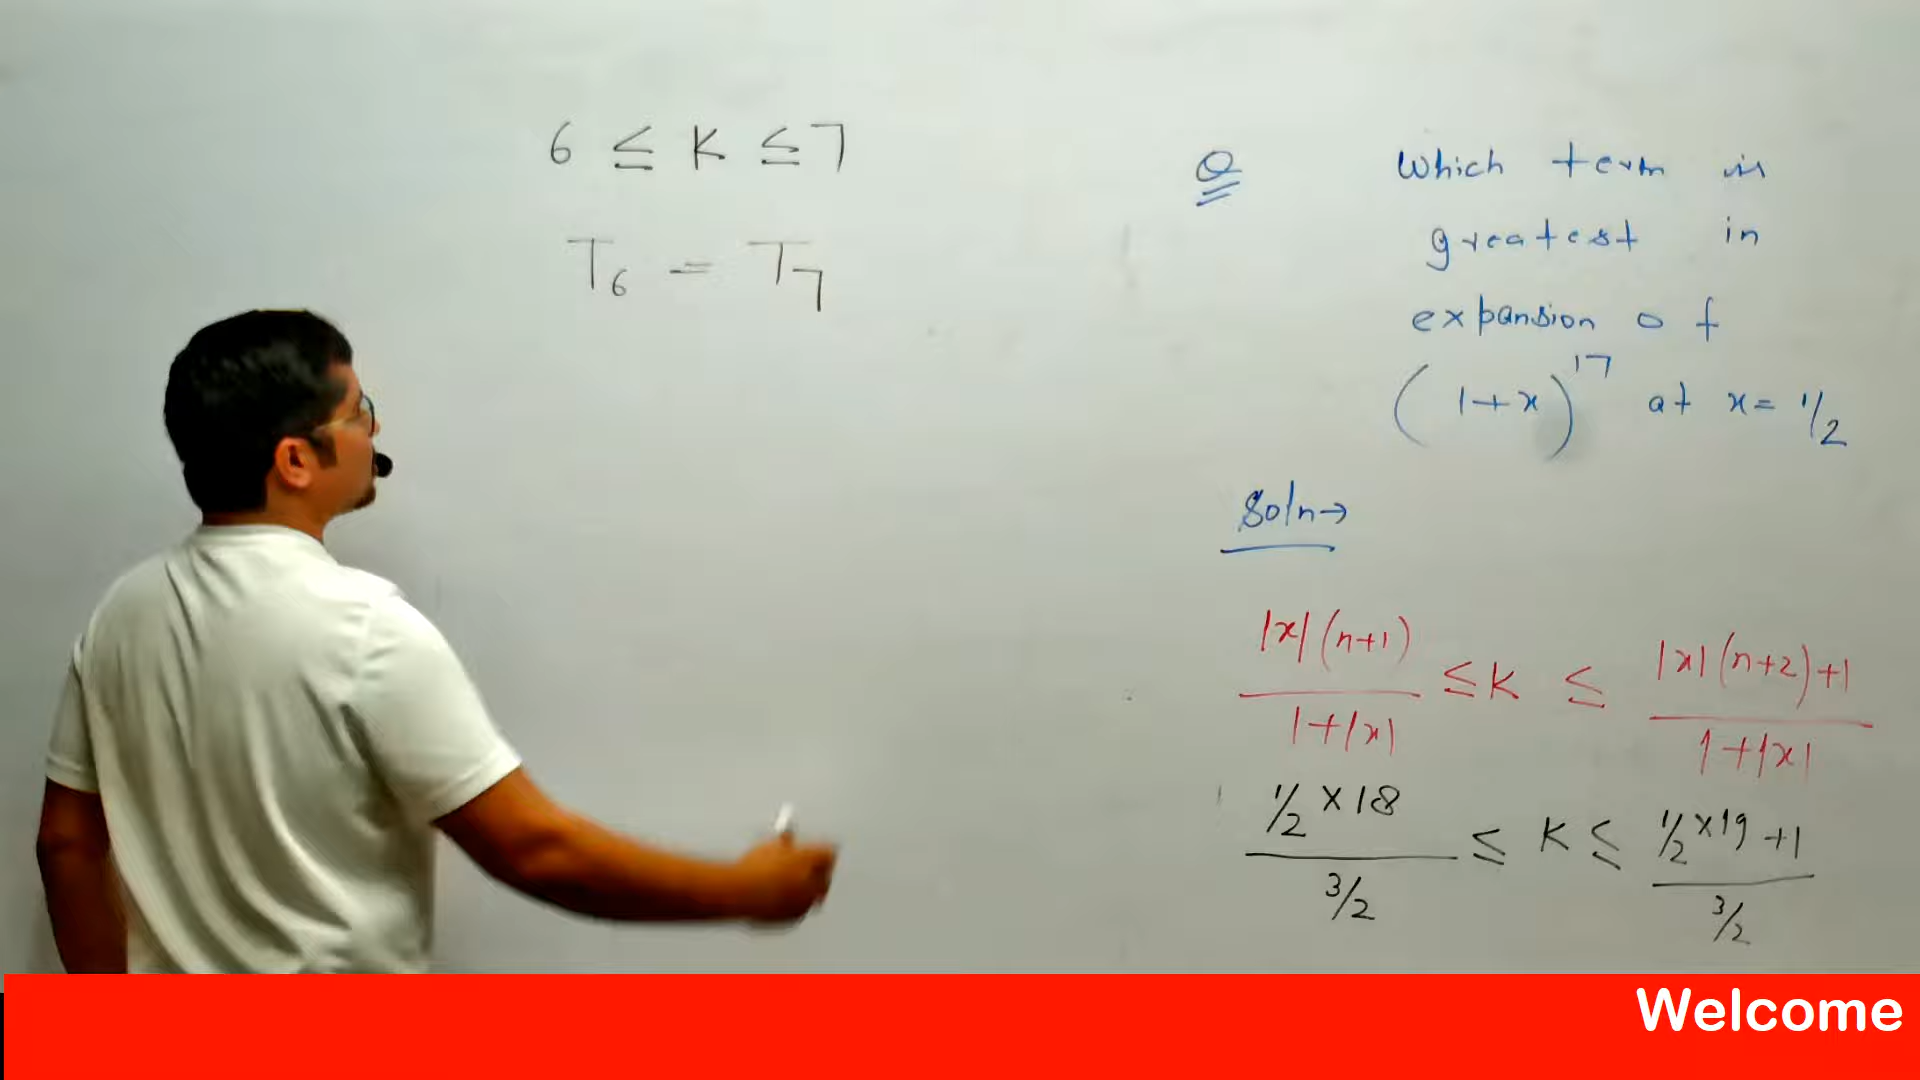 6 ≤ K ≤ 7
T₆ = T₇
Q Which term is
greatest in
expansion of
(1+x)¹⁷ at x = 1/2
Soln→
|x|(n+1) / 1+|x| ≤ K ≤ |x|(n+2)+1 / 1+|x|
1/2 × 18 / 3/2 ≤ K ≤ 1/2 × 19 + 1 / 3/2
Welcome